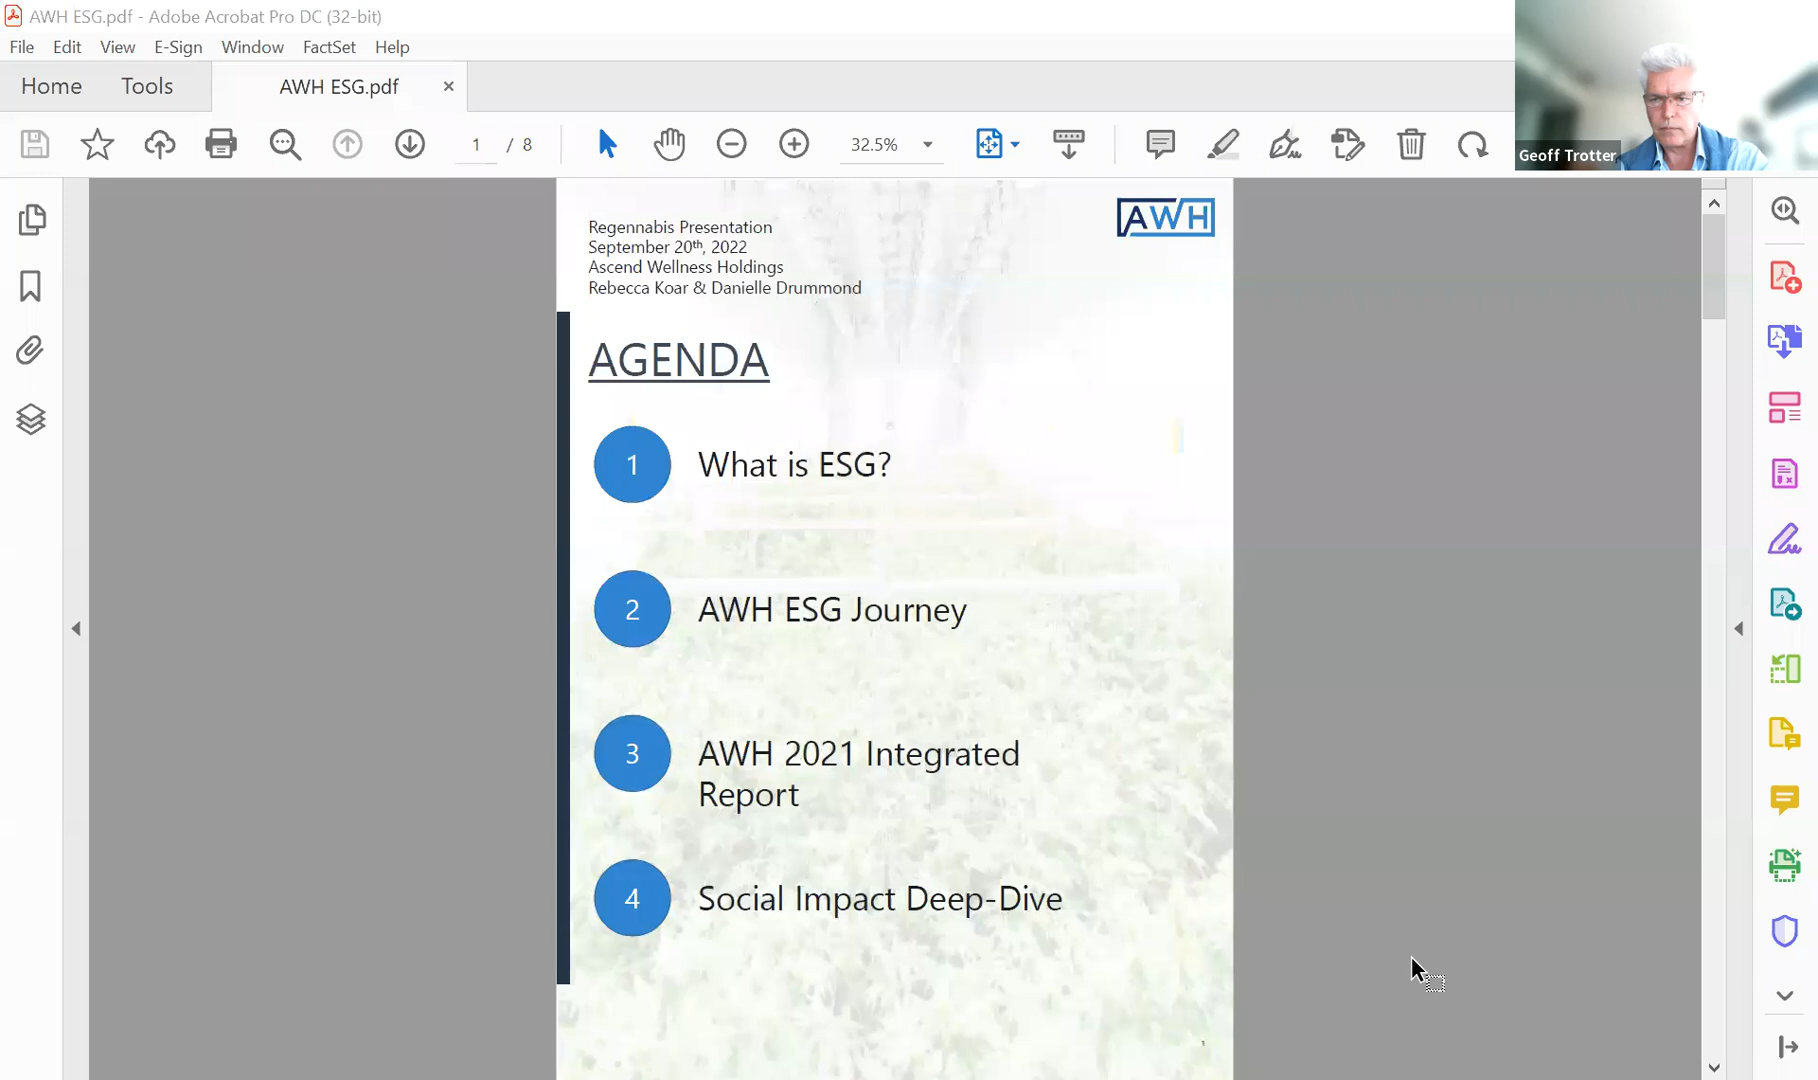 AWH ESG.pdf - Adobe Acrobat Pro DC (32-bit)
File Edit View E-Sign Window FactSet Help
Home Tools AWH ESG.pdf ×
1 / 8 32.5%
Geoff Trotter
AWH
Regennabis Presentation
September 20th, 2022
Ascend Wellness Holdings
Rebecca Koar & Danielle Drummond
AGENDA
1 What is ESG?
2 AWH ESG Journey
3 AWH 2021 Integrated
Report
4 Social Impact Deep-Dive
1